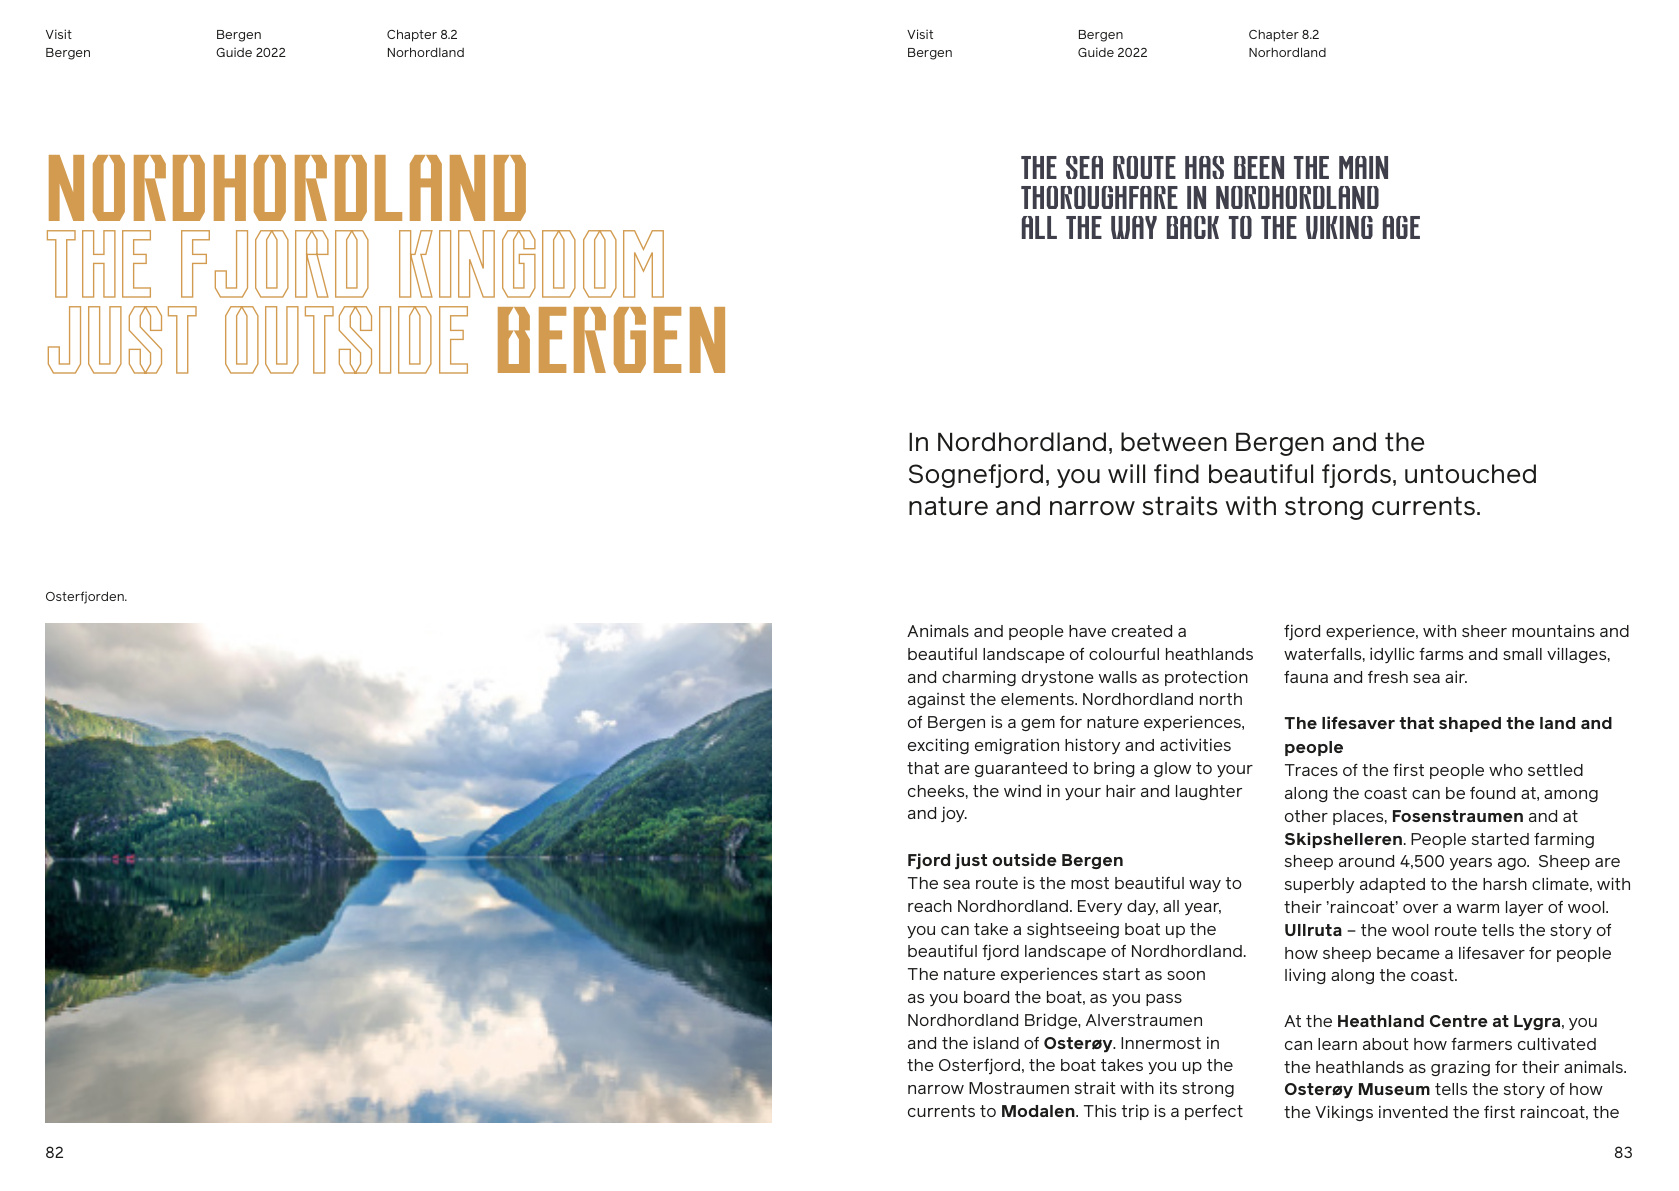 Visit
Bergen
Bergen
Guide 2022
Chapter 8.2
Norhordland
NORDHORDLAND
THE FJORD KINGDOM
JUST OUTSIDE BERGEN
Osterfjorden.
82
Visit
Bergen
Bergen
Guide 2022
Chapter 8.2
Norhordland
THE SEA ROUTE HAS BEEN THE MAIN
THOROUGHFARE IN NORDHORDLAND
ALL THE WAY BACK TO THE VIKING AGE
In Nordhordland, between Bergen and the
Sognefjord, you will find beautiful fjords, untouched
nature and narrow straits with strong currents.
Animals and people have created a
beautiful landscape of colourful heathlands
and charming drystone walls as protection
against the elements. Nordhordland north
of Bergen is a gem for nature experiences,
exciting emigration history and activities
that are guaranteed to bring a glow to your
cheeks, the wind in your hair and laughter
and joy.
Fjord just outside Bergen
The sea route is the most beautiful way to
reach Nordhordland. Every day, all year,
you can take a sightseeing boat up the
beautiful fjord landscape of Nordhordland.
The nature experiences start as soon
as you board the boat, as you pass
Nordhordland Bridge, Alverstraumen
and the island of Osterøy. Innermost in
the Osterfjord, the boat takes you up the
narrow Mostraumen strait with its strong
currents to Modalen. This trip is a perfect
fjord experience, with sheer mountains and
waterfalls, idyllic farms and small villages,
fauna and fresh sea air.
The lifesaver that shaped the land and
people
Traces of the first people who settled
along the coast can be found at, among
other places, Fosenstraumen and at
Skipshelleren. People started farming
sheep around 4,500 years ago.  Sheep are
superbly adapted to the harsh climate, with
their ’raincoat’ over a warm layer of wool.
Ullruta – the wool route tells the story of
how sheep became a lifesaver for people
living along the coast.
At the Heathland Centre at Lygra, you
can learn about how farmers cultivated
the heathlands as grazing for their animals.
Osterøy Museum tells the story of how
the Vikings invented the first raincoat, the
83